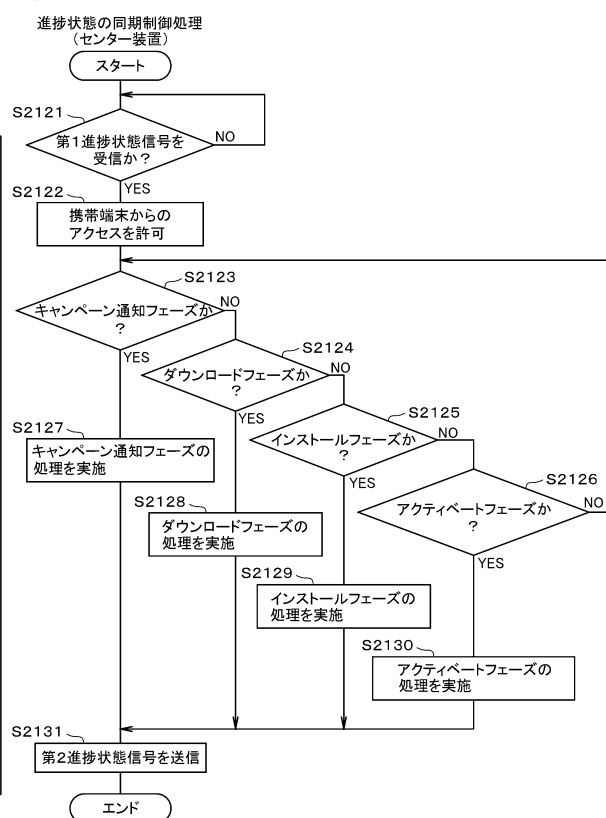 進捗状態の同期制御処理
（センター装置）
スタート
S2121
第1進捗状態信号を
受信か？
NO
YES
S2122
携帯端末からの
アクセスを許可
S2123
キャンペーン通知フェーズか
？
NO
YES
S2124
ダウンロードフェーズか
？
NO
YES
S2125
インストールフェーズか
？
NO
YES
S2126
アクティベートフェーズか
？
NO
YES
S2127
キャンペーン通知フェーズの
処理を実施
S2128
ダウンロードフェーズの
処理を実施
S2129
インストールフェーズの
処理を実施
S2130
アクティベートフェーズの
処理を実施
S2131
第2進捗状態信号を送信
エンド